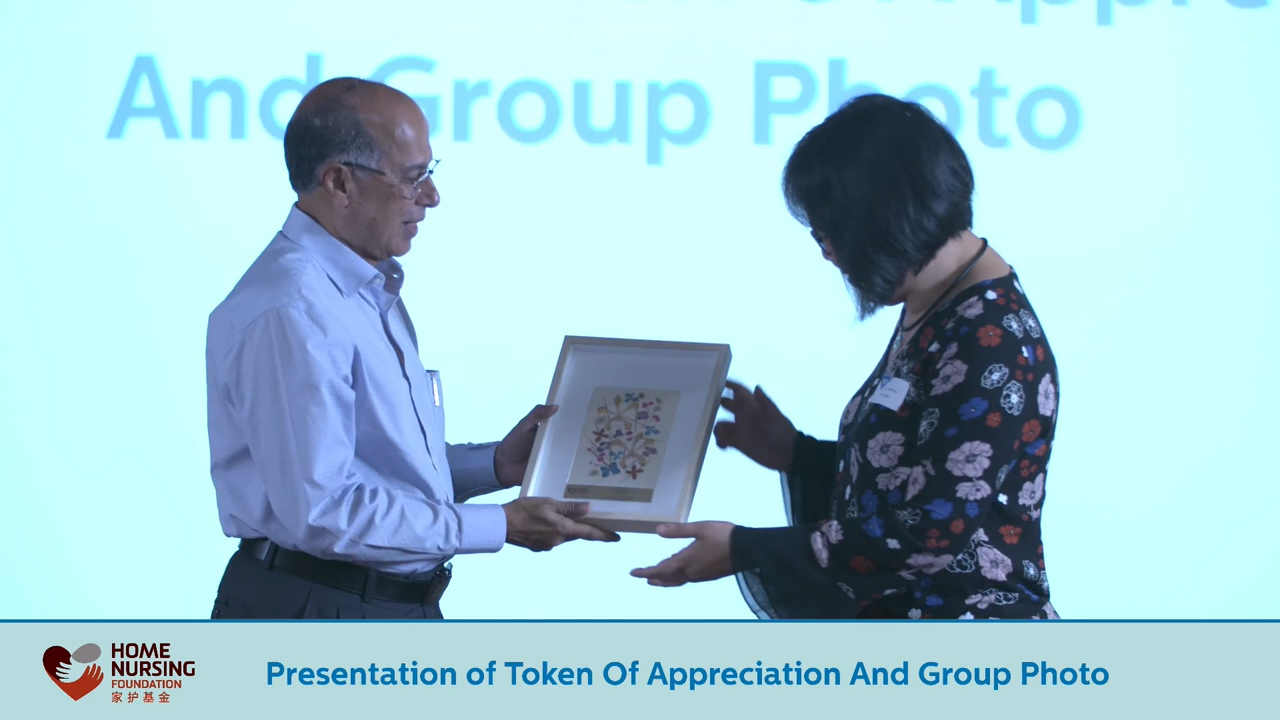 And Group Photo
HOME
NURSING
FOUNDATION
家护基金
Presentation of Token Of Appreciation And Group Photo